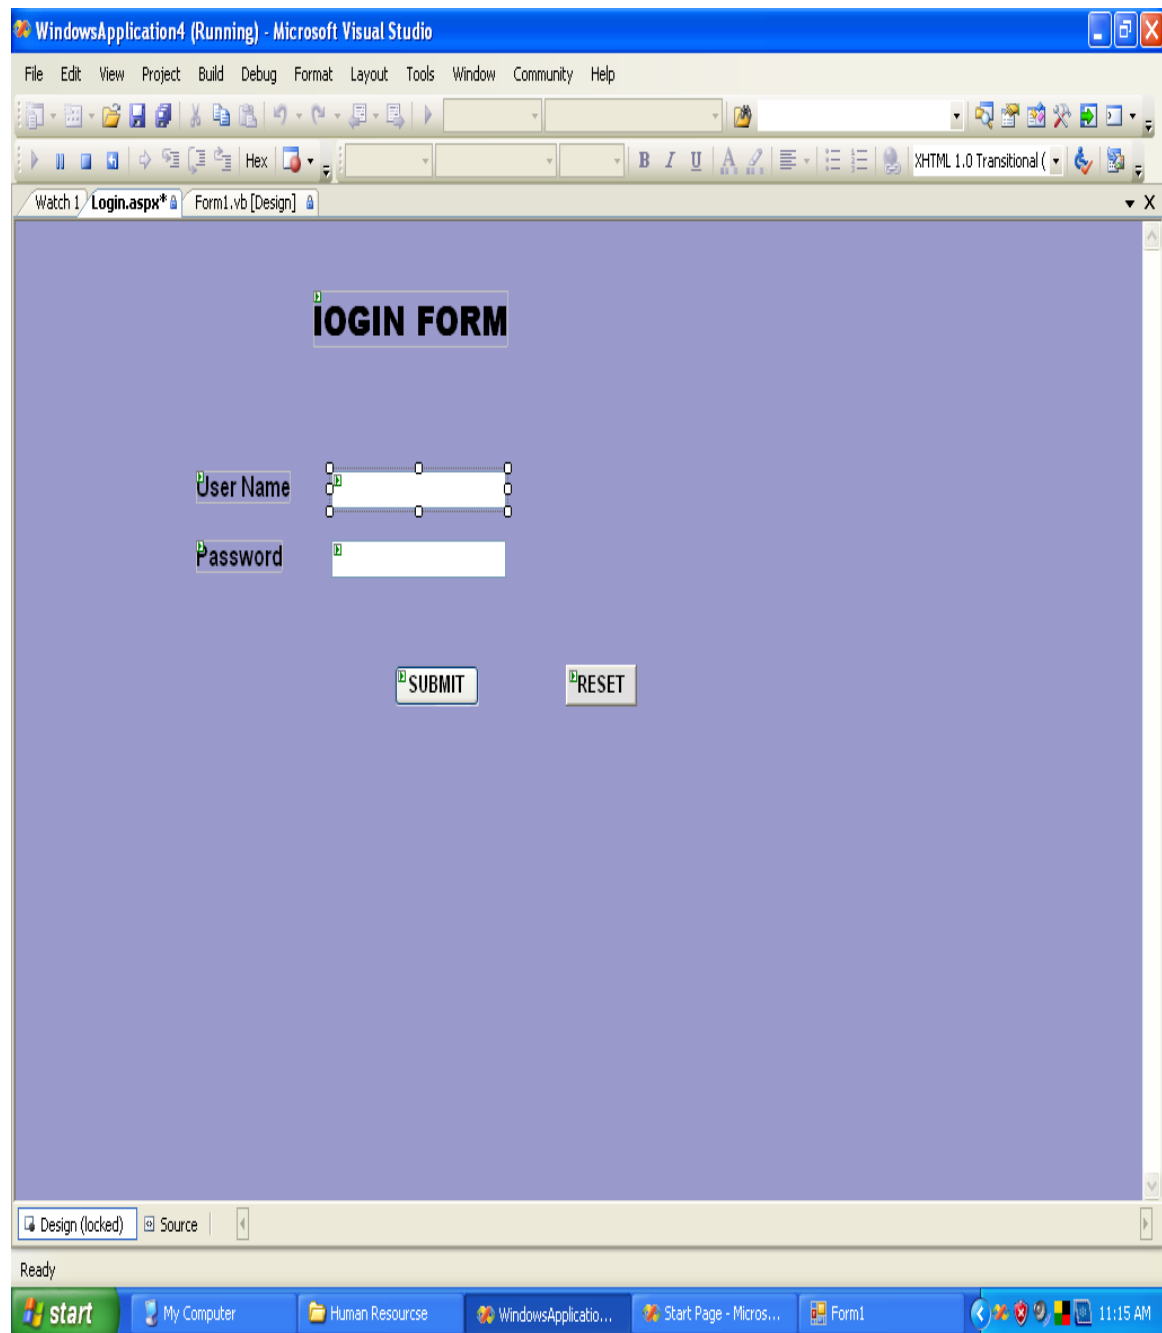 WindowsApplication4 (Running) - Microsoft Visual Studio
File Edit View Project Build Debug Format Layout Tools Window Community Help
Hex B I U A XHTML 1.0 Transitional (
Watch 1 Login.aspx* Form1.vb [Design] X
lOGIN FORM
User Name
Password
SUBMIT RESET
Design (locked) Source
Ready
start My Computer Human Resourcse WindowsApplicatio... Start Page - Micros... Form1 11:15 AM